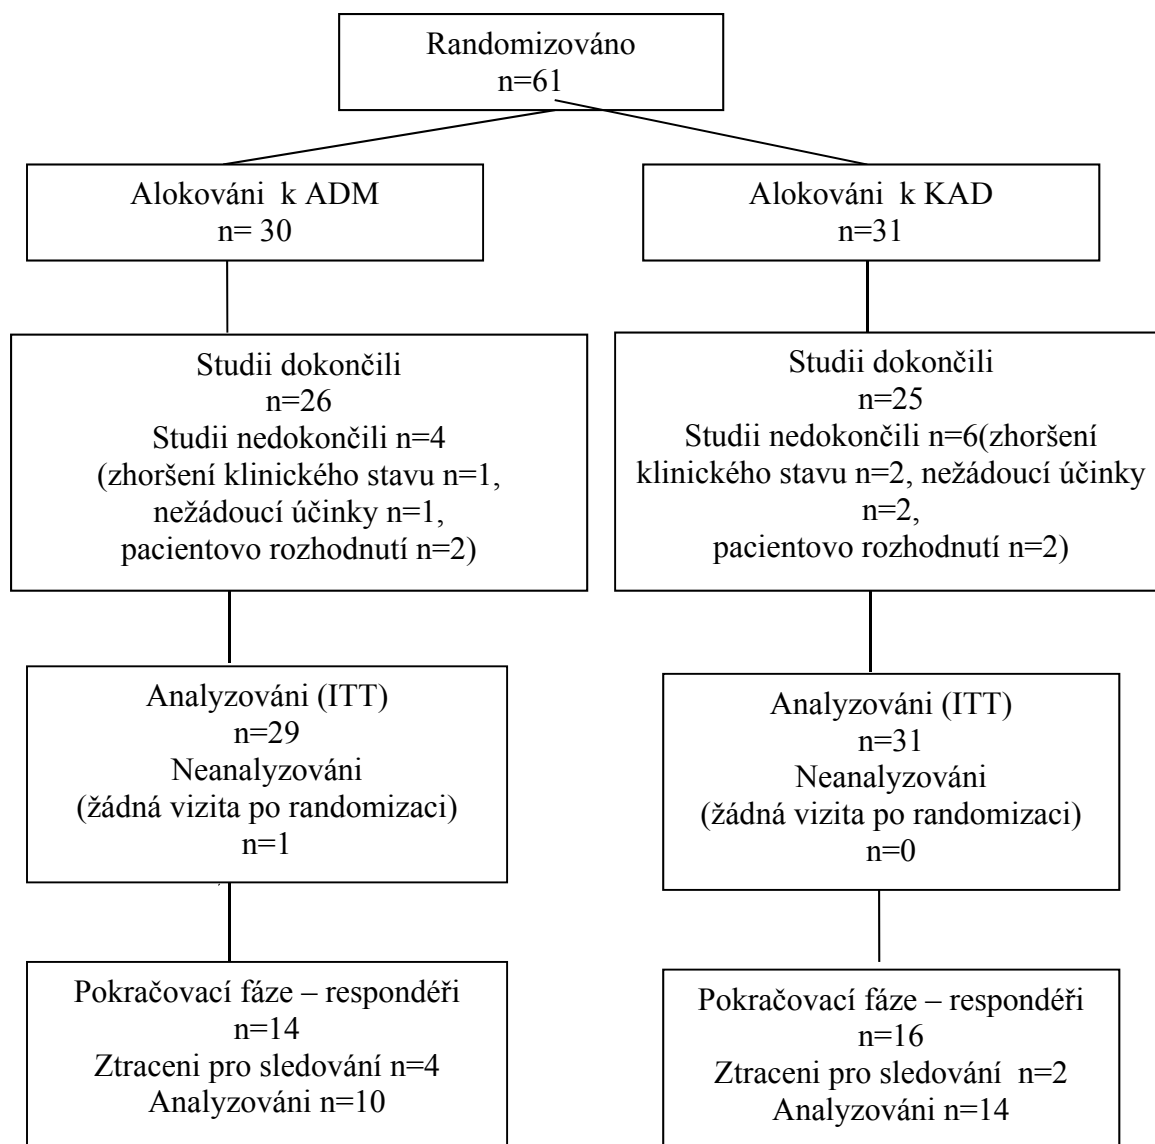 Randomizováno
n=61
Alokováni k ADM
n= 30
Alokováni k KAD
n=31
Studii dokončili
n=26
Studii nedokončili n=4
(zhoršení klinického stavu n=1,
nežádoucí účinky n=1,
pacientovo rozhodnutí n=2)
Studii dokončili
n=25
Studii nedokončili n=6(zhoršení
klinického stavu n=2, nežádoucí účinky
n=2,
pacientovo rozhodnutí n=2)
Analyzováni (ITT)
n=29
Neanalyzováni
(žádná vizita po randomizaci)
n=1
Analyzováni (ITT)
n=31
Neanalyzováni
(žádná vizita po randomizaci)
n=0
Pokračovací fáze – respondéři
n=14
Ztraceni pro sledování n=4
Analyzováni n=10
Pokračovací fáze – respondéři
n=16
Ztraceni pro sledování n=2
Analyzováni n=14